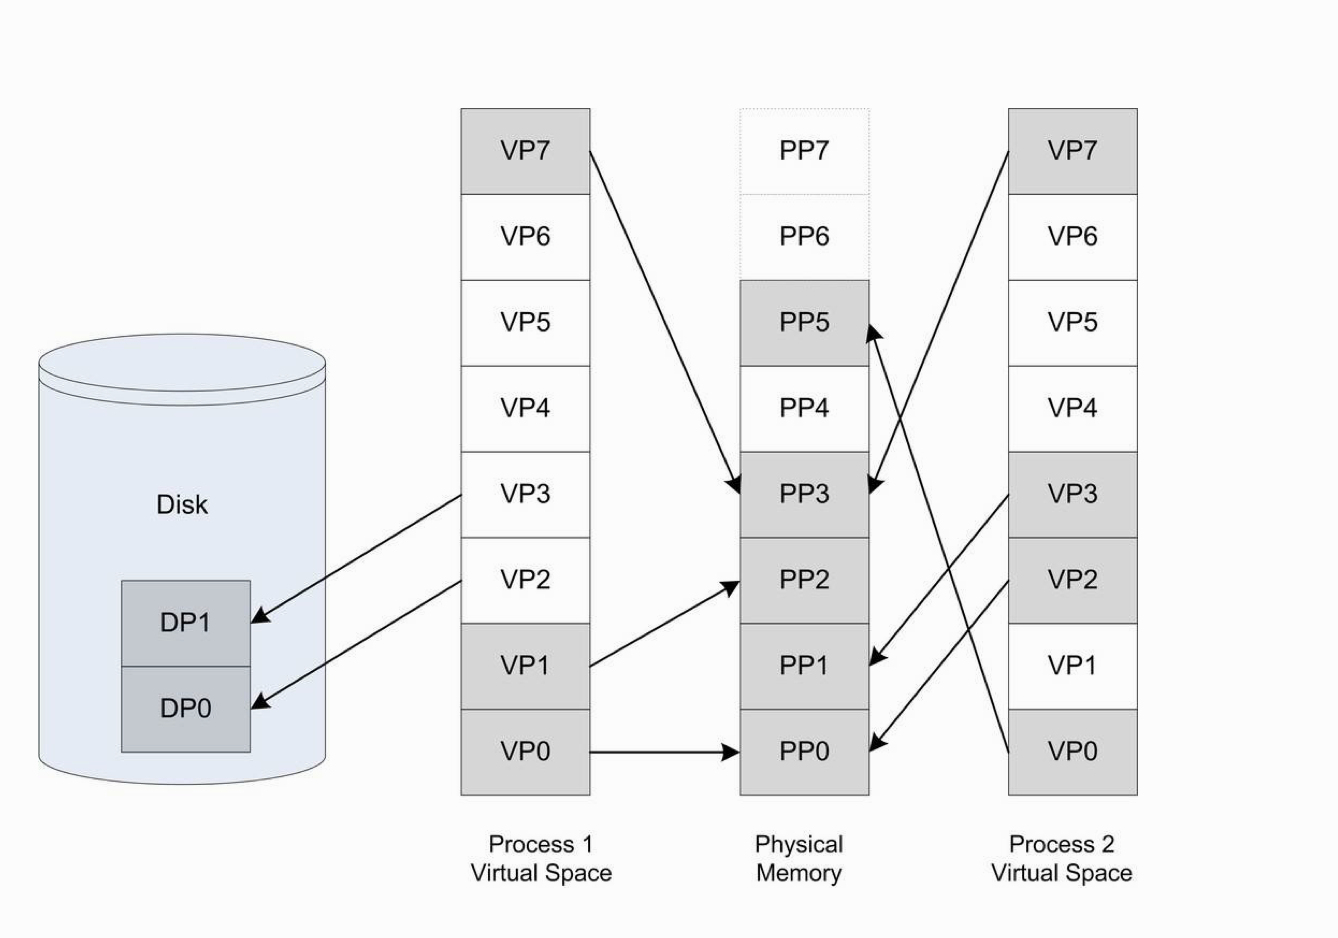 VP7
PP7
VP7
VP6
PP6
VP6
VP5
PP5
VP5
VP4
PP4
VP4
Disk
VP3
PP3
VP3
VP2
PP2
VP2
DP1
VP1
PP1
VP1
DP0
VP0
PP0
VP0
Process 1
Virtual Space
Physical
Memory
Process 2
Virtual Space